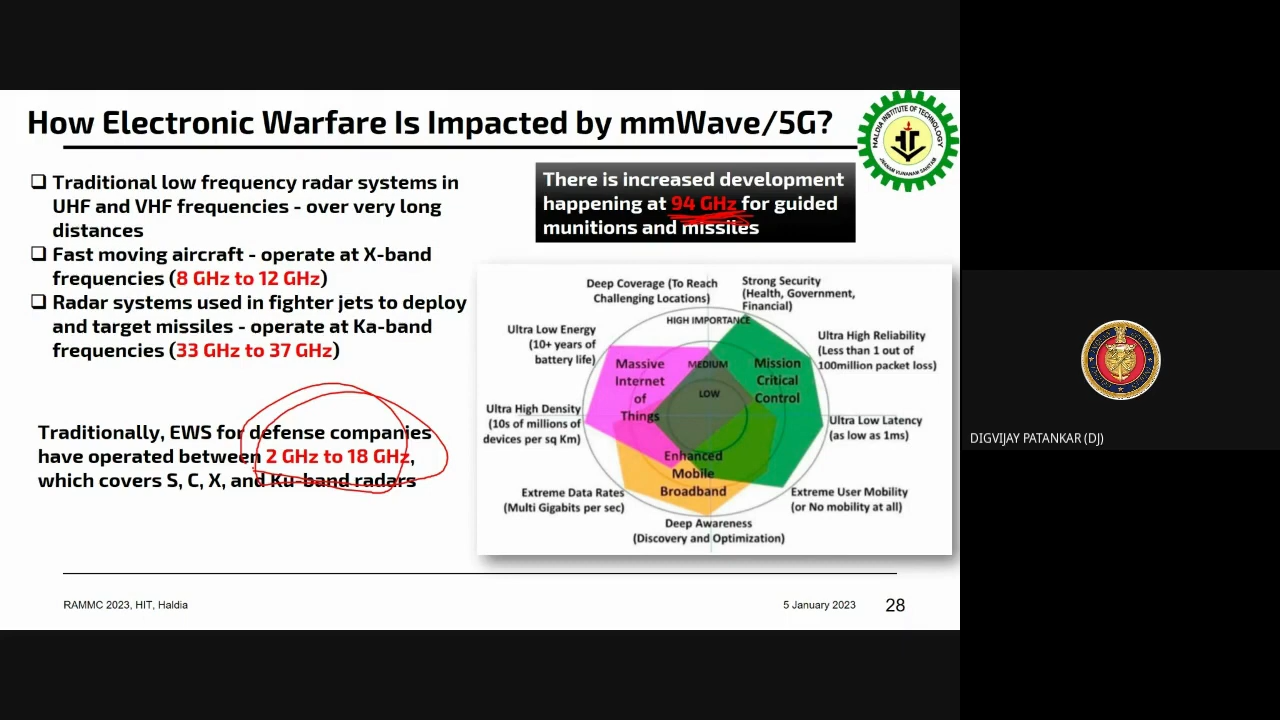 How Electronic Warfare Is Impacted by mmWave/5G?
HALDIA INSTITUTE OF TECHNOLOGY
❑ Traditional low frequency radar systems in
UHF and VHF frequencies - over very long
distances
❑ Fast moving aircraft - operate at X-band
frequencies (8 GHz to 12 GHz)
❑ Radar systems used in fighter jets to deploy
and target missiles - operate at Ka-band
frequencies (33 GHz to 37 GHz)
Traditionally, EWS for defense companies
have operated between 2 GHz to 18 GHz,
which covers S, C, X, and Ku-band radars
There is increased development
happening at 94 GHz for guided
munitions and missiles
Deep Coverage (To Reach
Challenging Locations)
Strong Security
(Health, Government,
Financial)
HIGH IMPORTANCE
Ultra Low Energy
(10+ years of
battery life)
Ultra High Reliability
(Less than 1 out of
100million packet loss)
MEDIUM
LOW
Massive
Internet
of
Things
Mission
Critical
Control
Ultra High Density
(10s of millions of
devices per sq Km)
Ultra Low Latency
(as low as 1ms)
Enhanced
Mobile
Broadband
Extreme Data Rates
(Multi Gigabits per sec)
Extreme User Mobility
(or No mobility at all)
Deep Awareness
(Discovery and Optimization)
RAMMC 2023, HIT, Haldia
5 January 2023
28
DIGVIJAY PATANKAR (DJ)